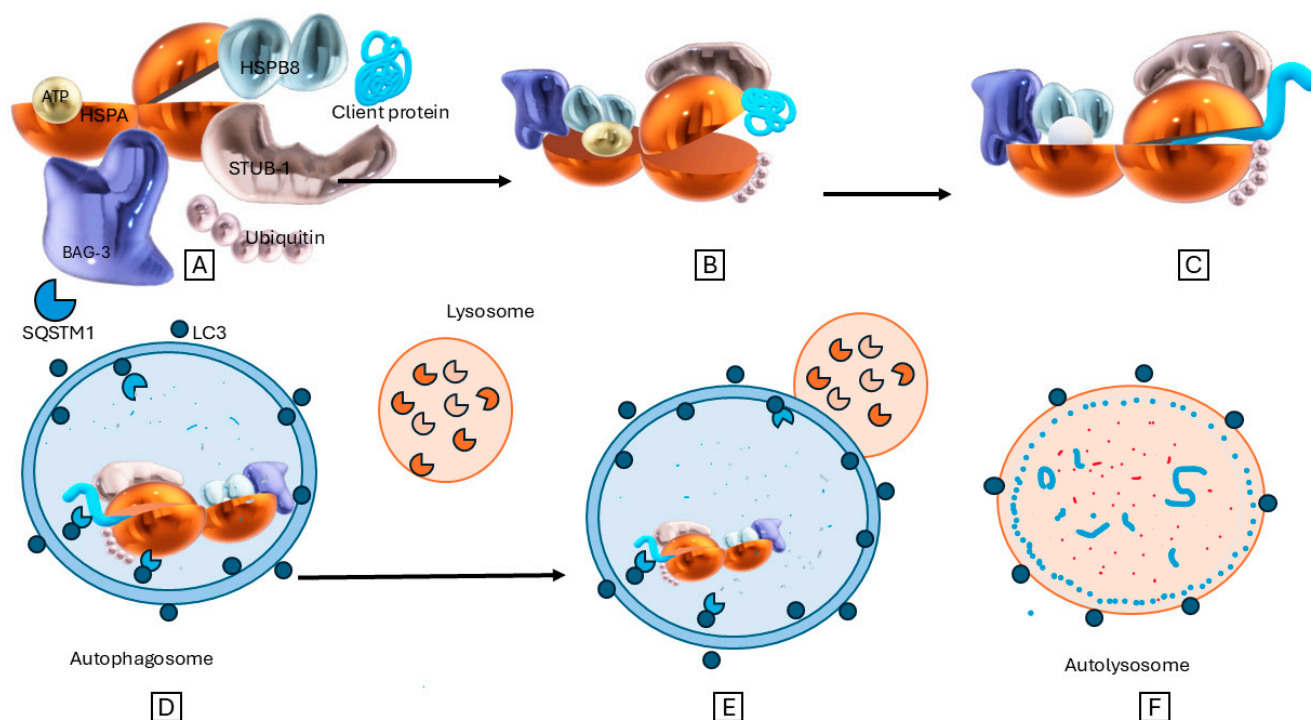 HSPB8
ATP
HSPA
Client protein
STUB-1
Ubiquitin
BAG-3
A
B
C
SQSTM1
LC3
Lysosome
Autophagosome
Autolysosome
D
E
F